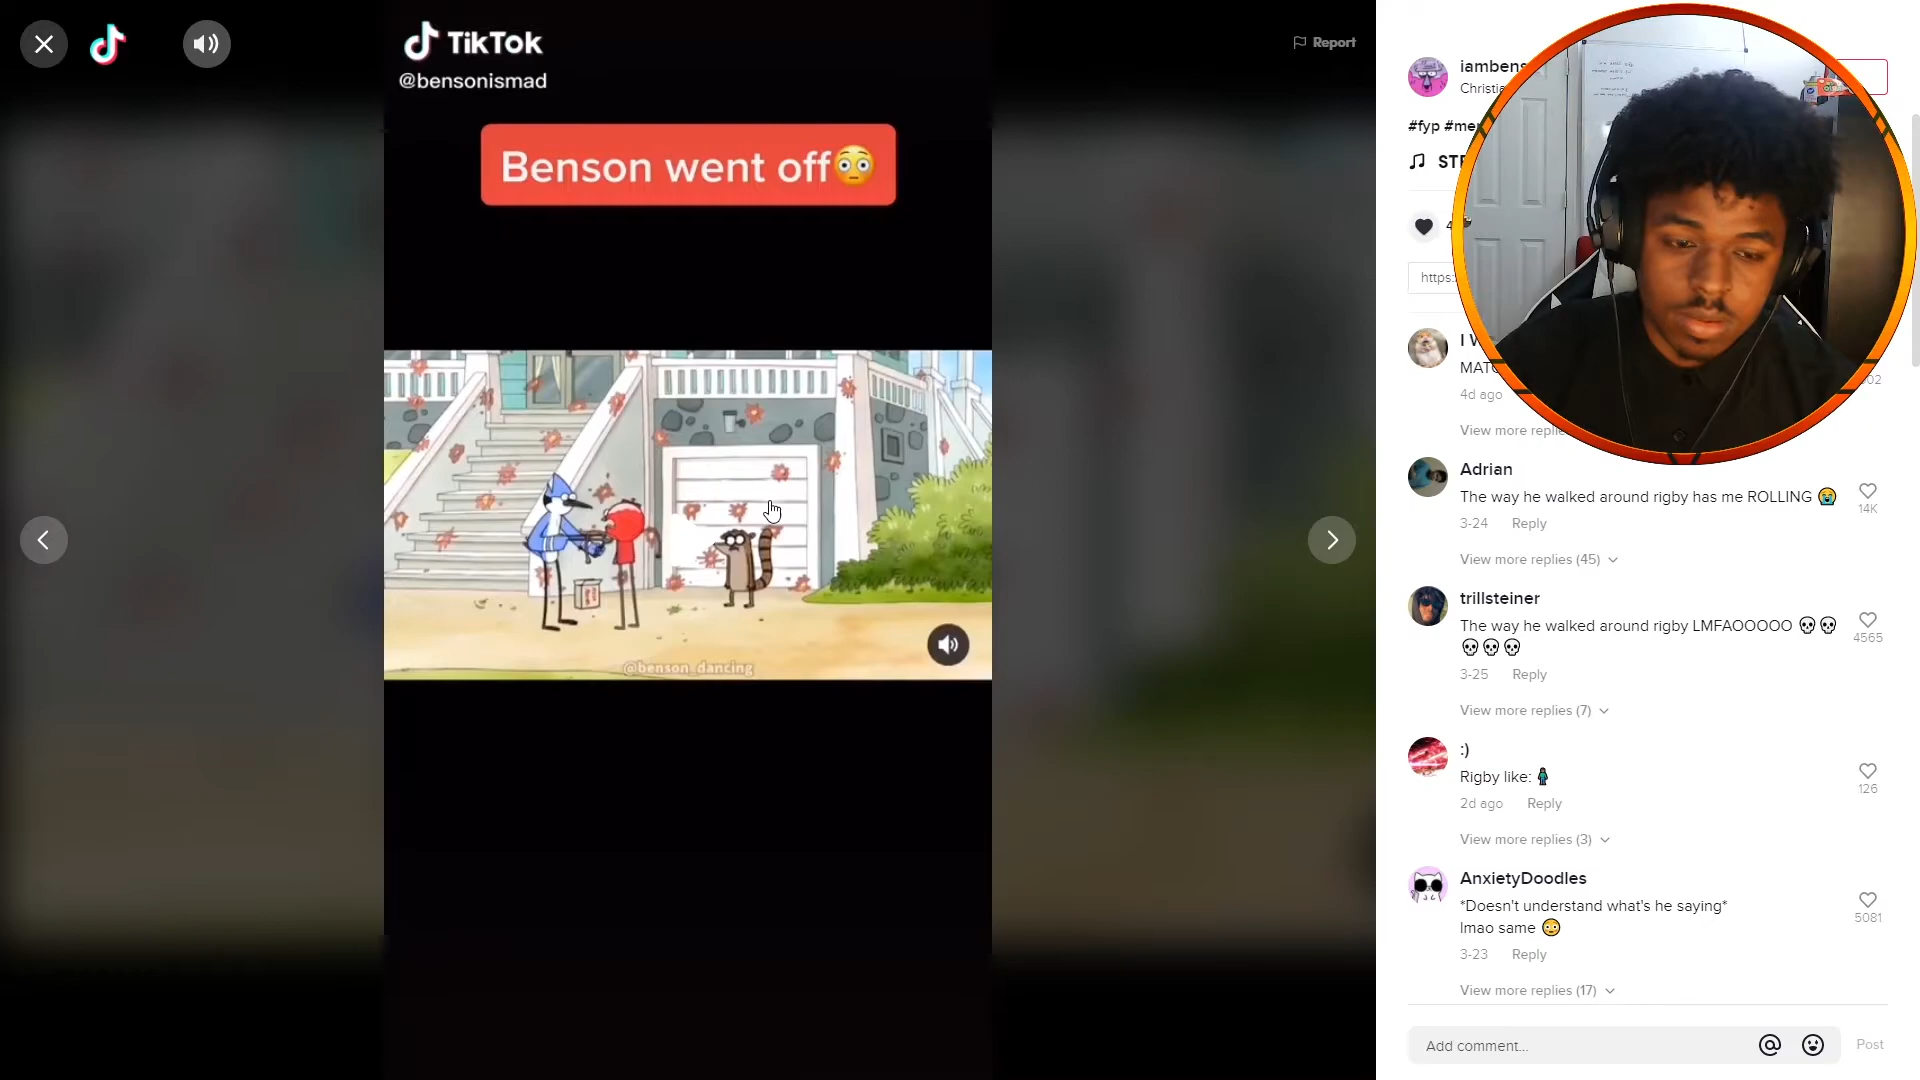 TikTok
@bensonismad
Report
Benson went off😳
@benson_dancing
iambens
Christia
#fyp #me
4
https:
4d ago
View more replie
Adrian
The way he walked around rigby has me ROLLING 😭
14K
3-24 Reply
View more replies (45)
trillsteiner
The way he walked around rigby LMFAOOOOO 💀💀
💀💀💀
4565
3-25 Reply
View more replies (7)
:)
Rigby like: 🧍
126
2d ago Reply
View more replies (3)
AnxietyDoodles
*Doesn't understand what's he saying*
lmao same 😳
5081
3-23 Reply
View more replies (17)
Add comment...
Post